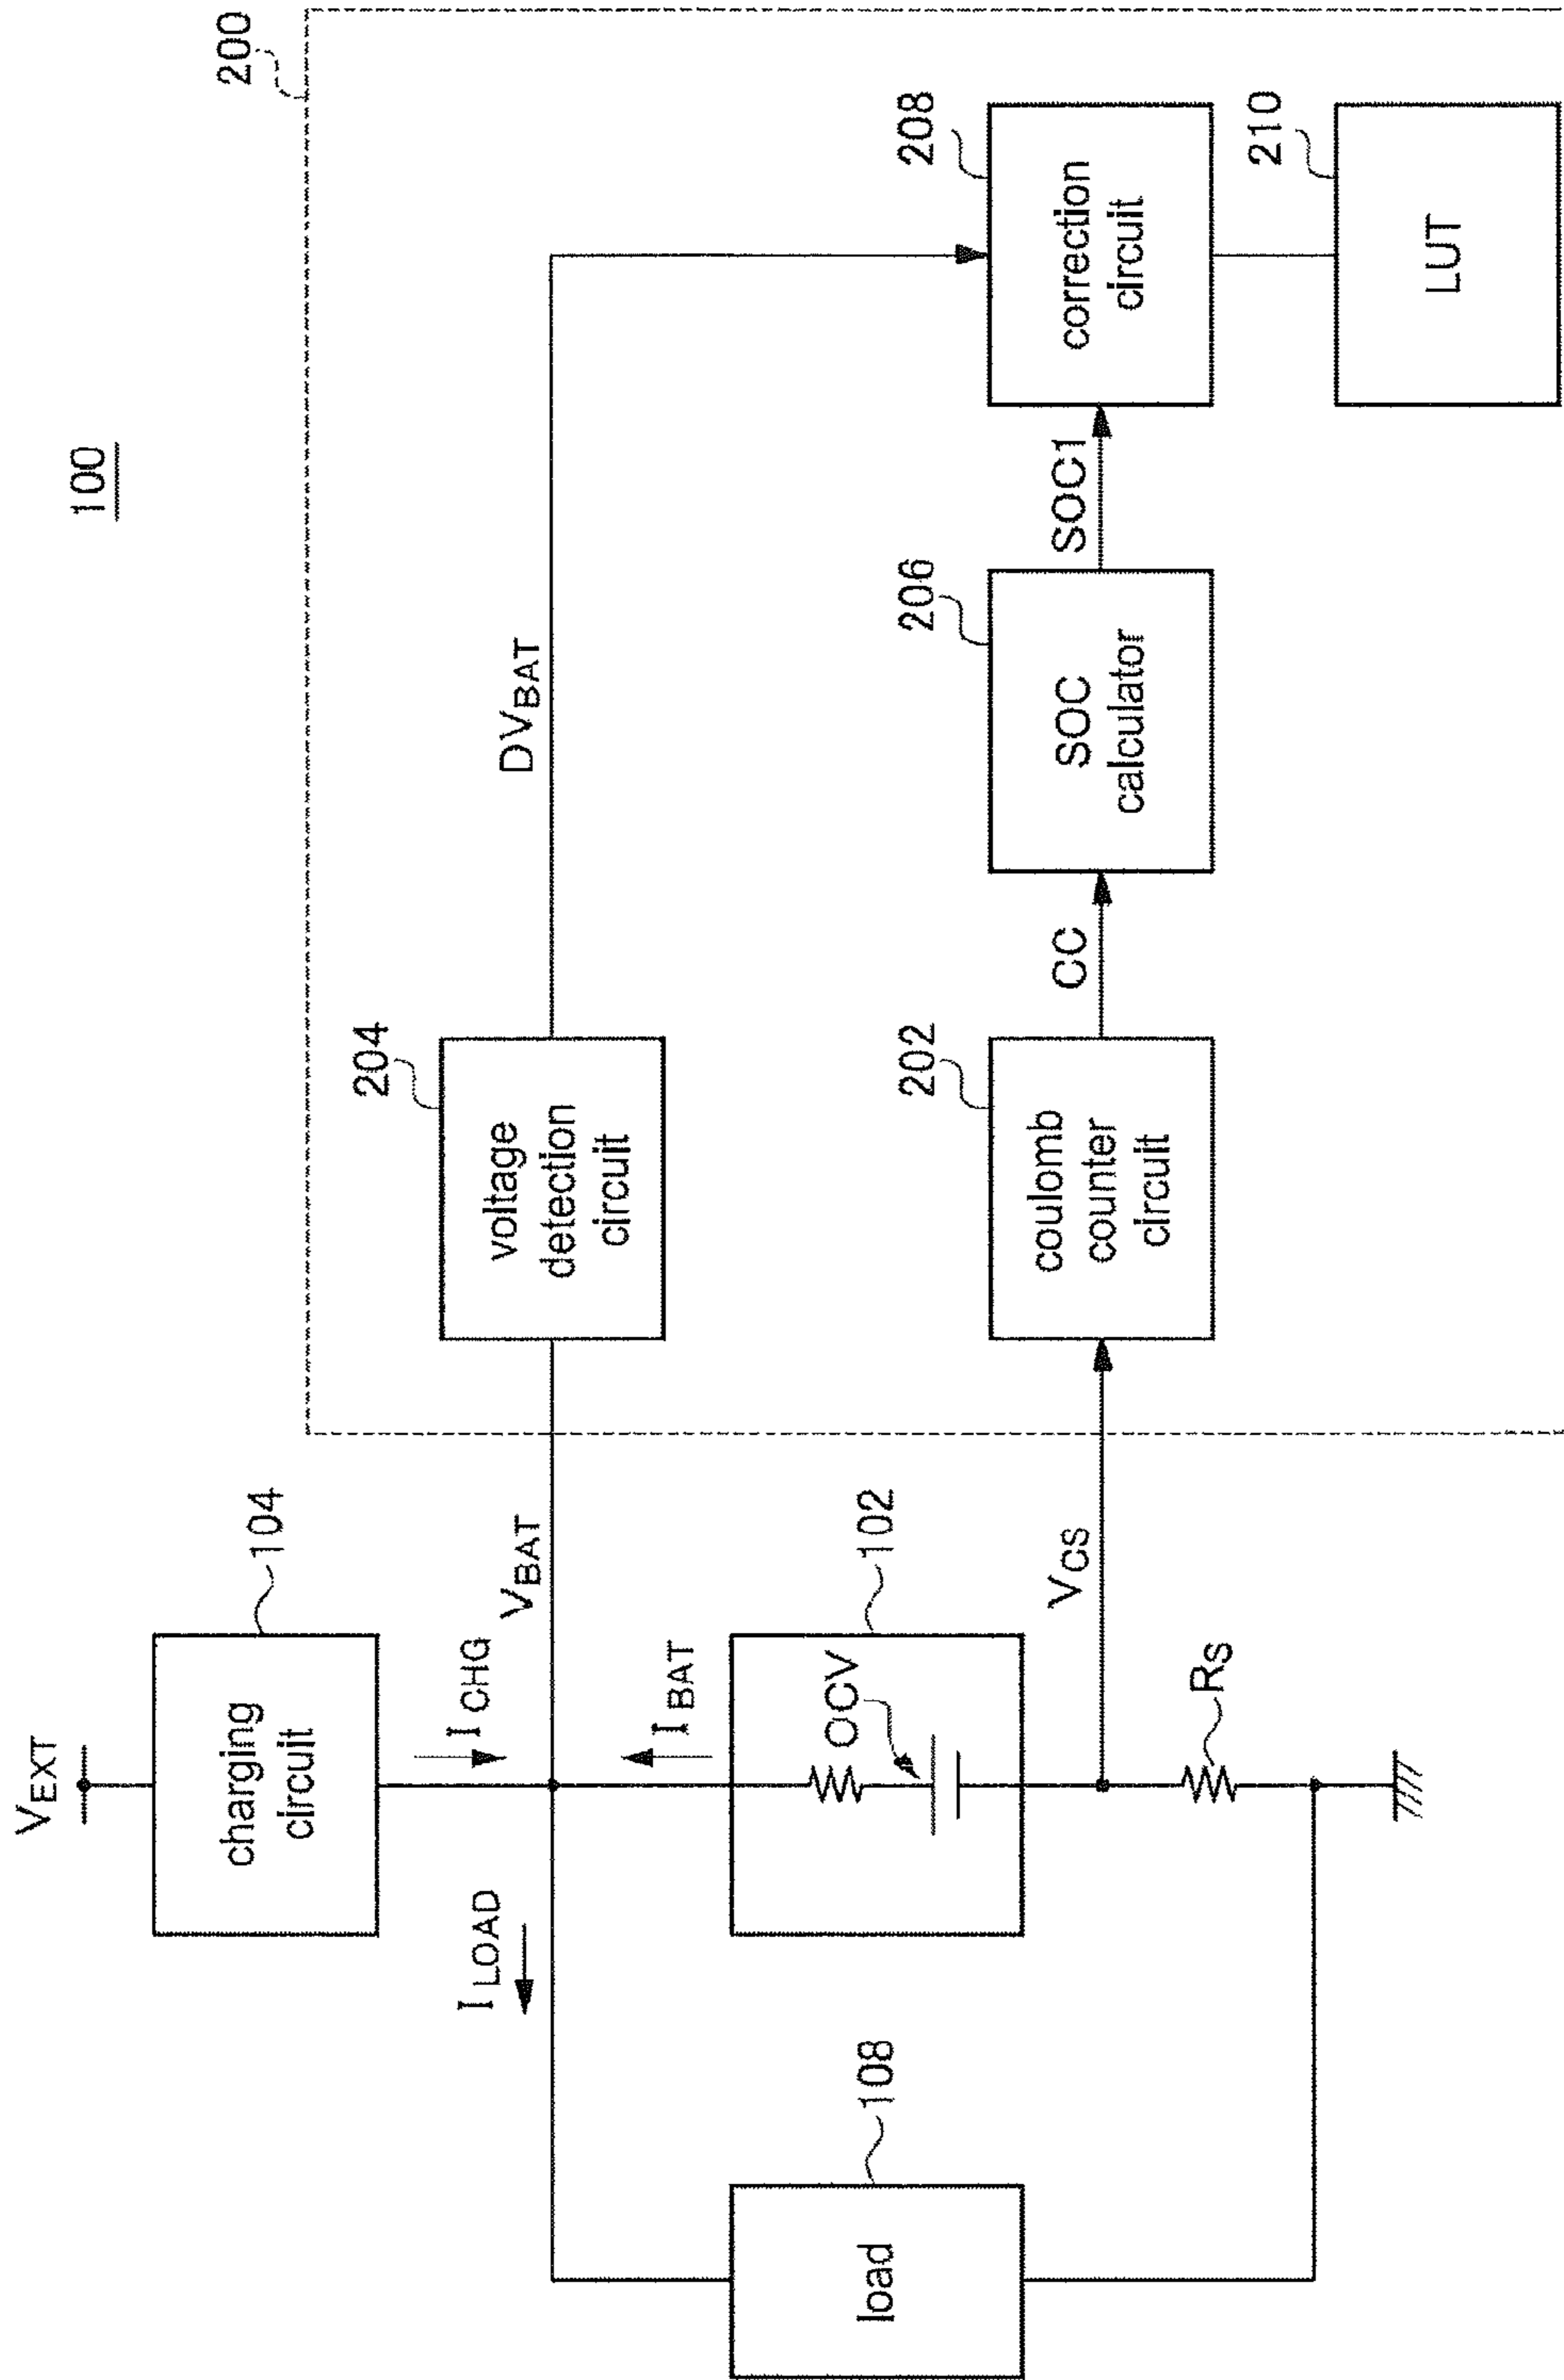 100
V_EXT
charging
circuit
104
I_CHG
I_LOAD
V_BAT
I_BAT
OCV
102
load
108
V_CS
R_S
200
voltage
detection
circuit
204
DV_BAT
coulomb
counter
circuit
202
CC
SOC
calculator
206
SOC1
correction
circuit
208
LUT
210